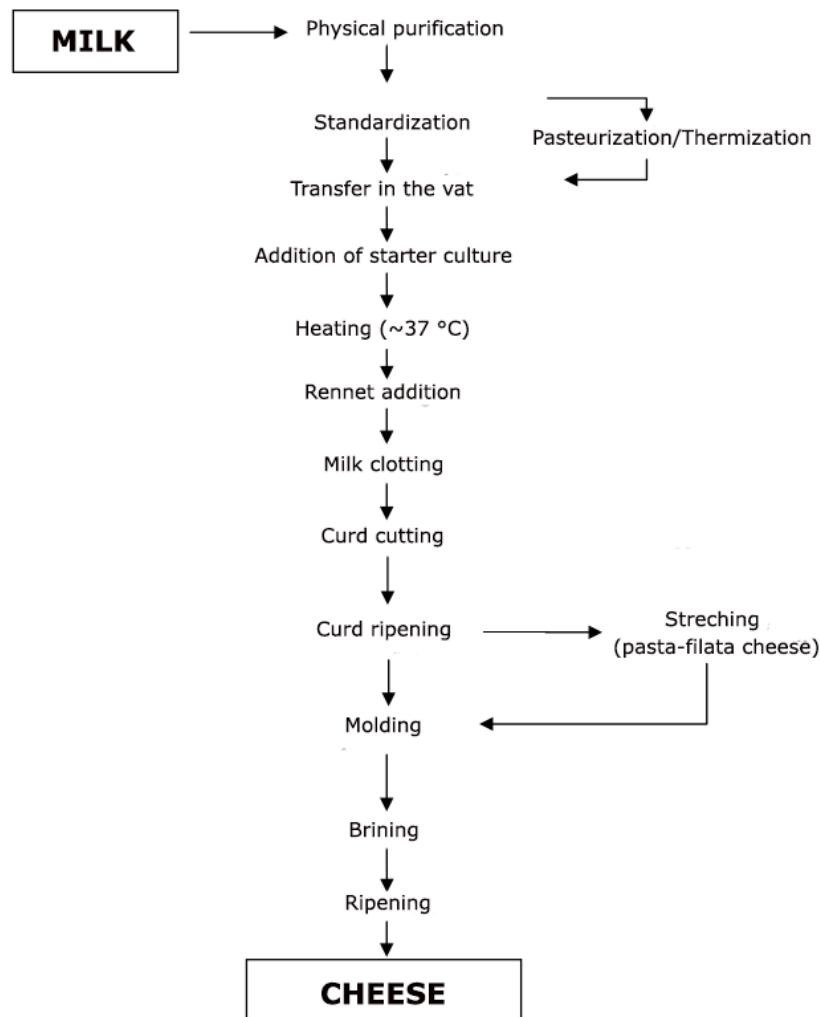 MILK
Physical purification
Standardization
Pasteurization/Thermization
Transfer in the vat
Addition of starter culture
Heating (~37 °C)
Rennet addition
Milk clotting
Curd cutting
Curd ripening
Streching
(pasta-filata cheese)
Molding
Brining
Ripening
CHEESE